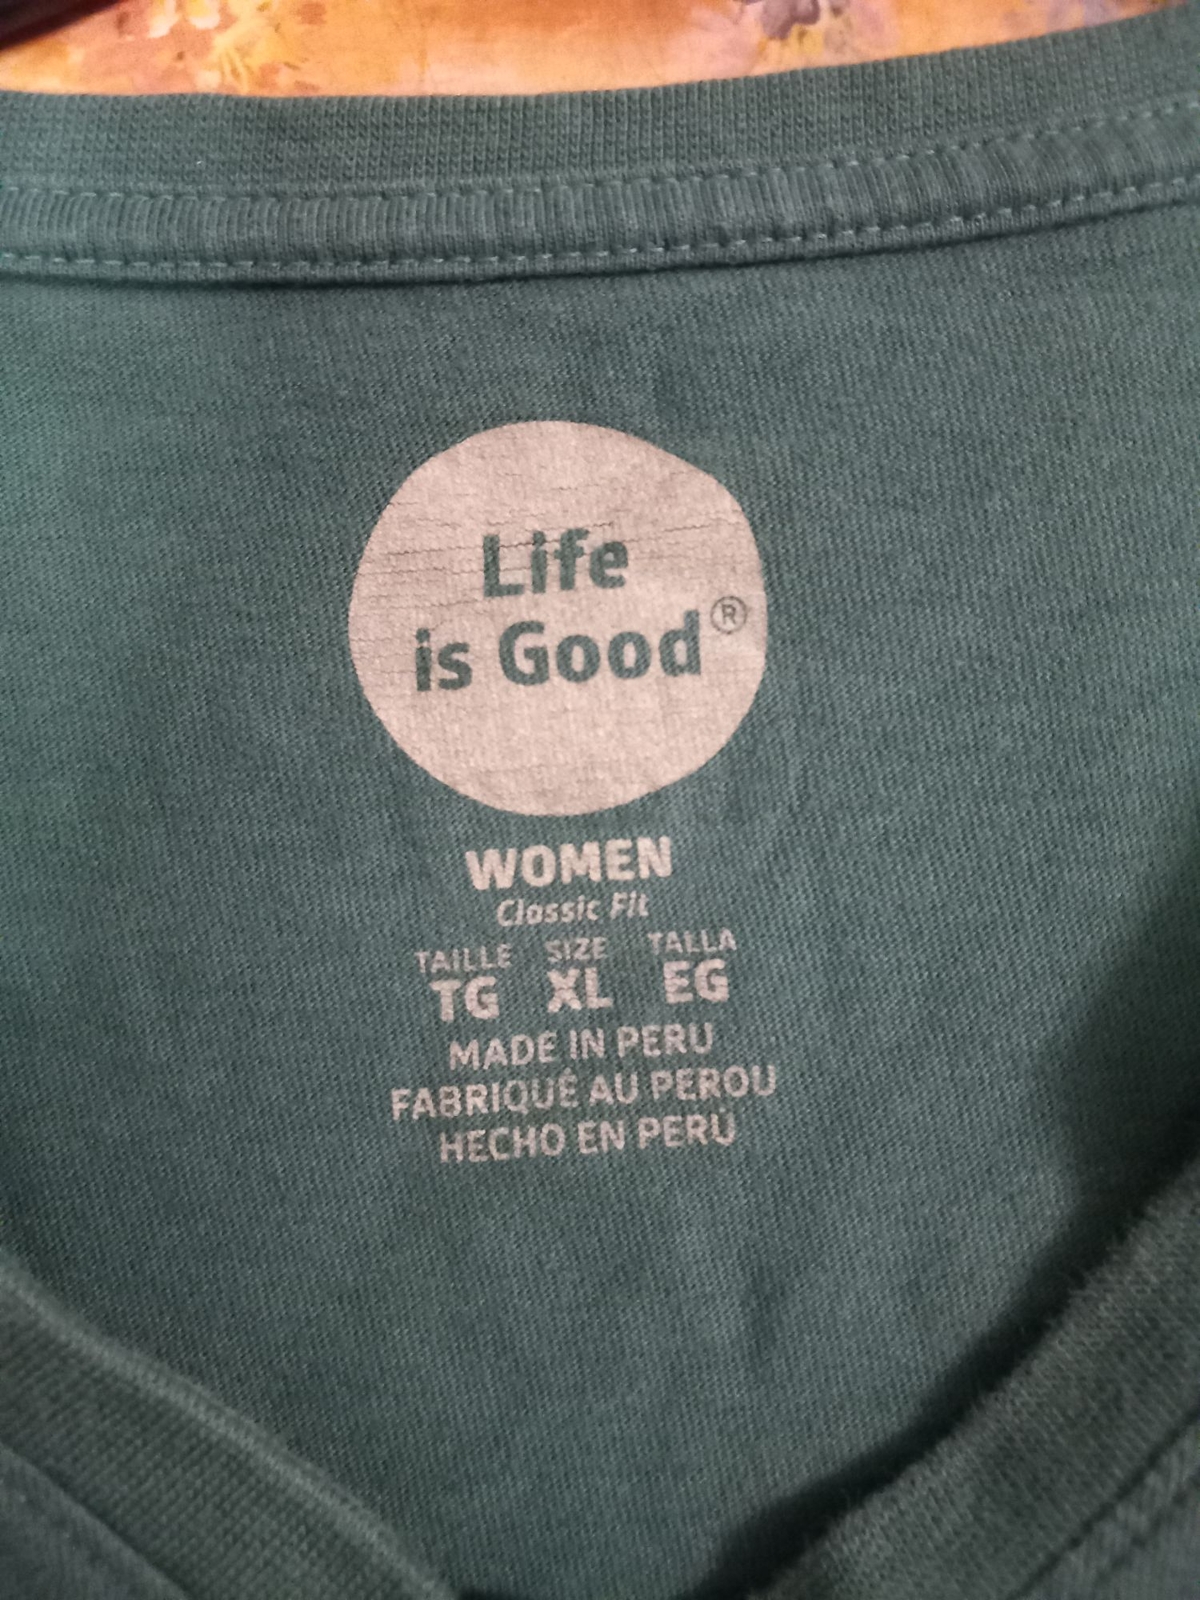 Life
is Good®
WOMEN
Classic Fit
TAILLE SIZE TALLA
TG XL EG
MADE IN PERU
FABRIQUÉ AU PEROU
HECHO EN PERÚ